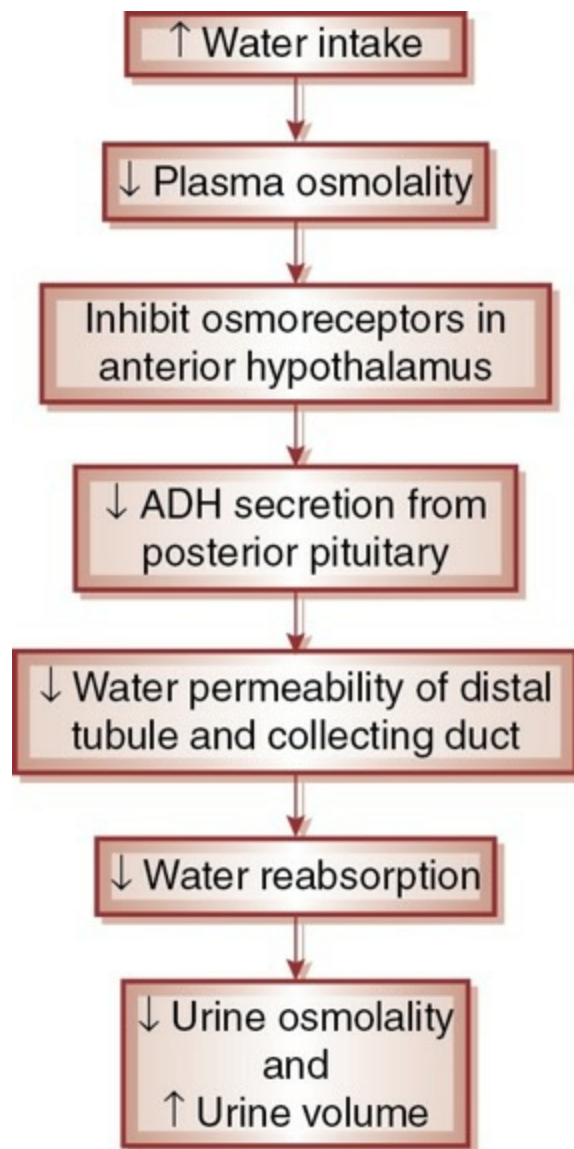 ↑ Water intake
↓ Plasma osmolality
Inhibit osmoreceptors in
anterior hypothalamus
↓ ADH secretion from
posterior pituitary
↓ Water permeability of distal
tubule and collecting duct
↓ Water reabsorption
↓ Urine osmolality
and
↑ Urine volume